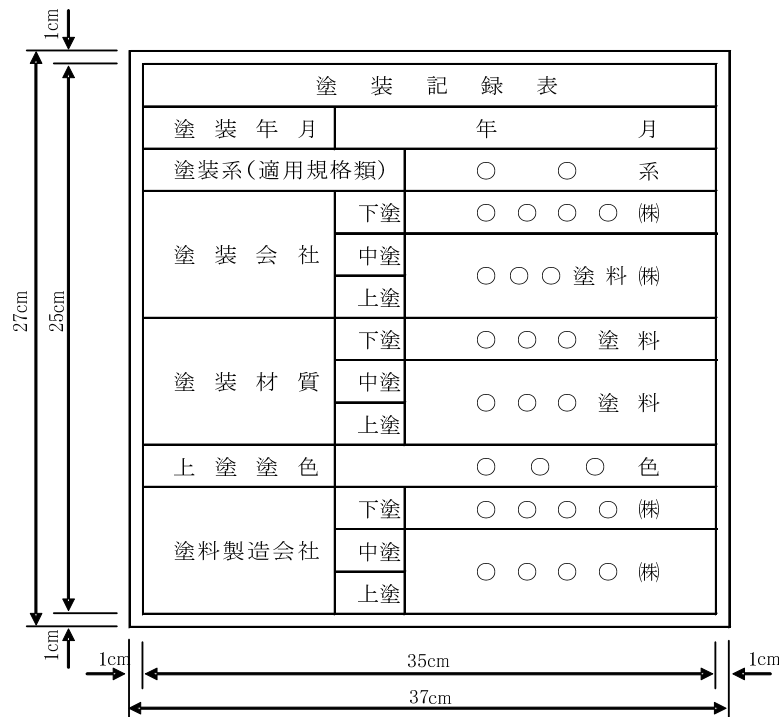 1cm
塗装記録表
塗装年月 年 月
塗装系(適用規格類) ○ ○ 系
下塗 ○○○○㈱
塗装会社 中塗 ○○○塗料㈱
上塗
下塗 ○○○塗料
塗装材質 中塗 ○○○塗料
上塗
上塗塗色 ○○○色
下塗 ○○○○㈱
塗料製造会社 中塗 ○○○○㈱
上塗
27cm
25cm
1cm
1cm 35cm 1cm
37cm